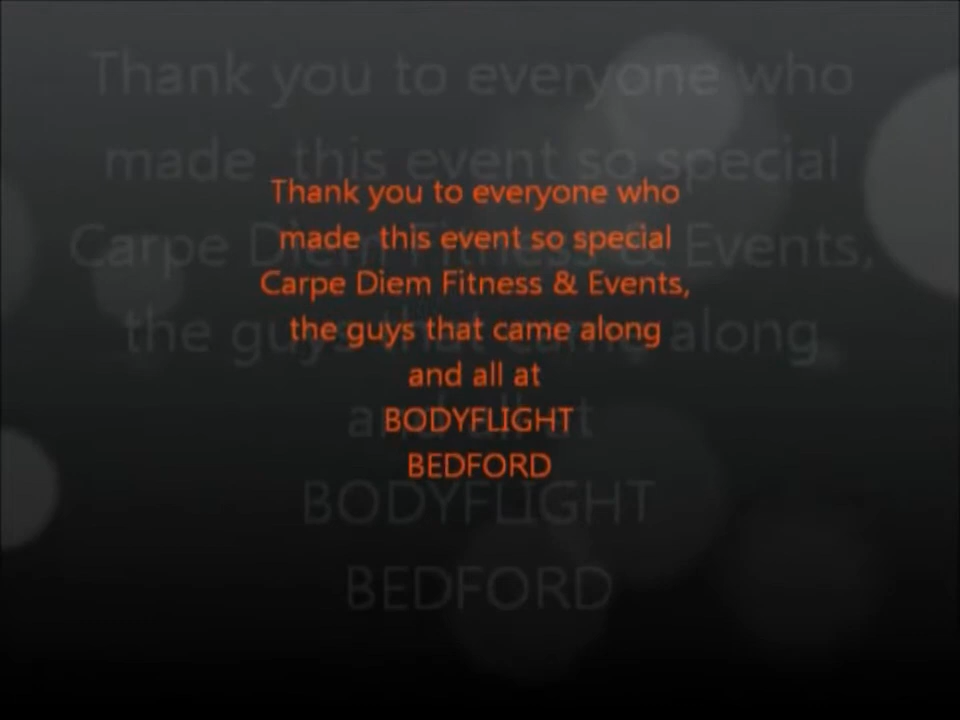 Thank you to everyone who
made  this event so special
Carpe Diem Fitness & Events,
the guys that came along
and all at
BODYFLIGHT
BEDFORD